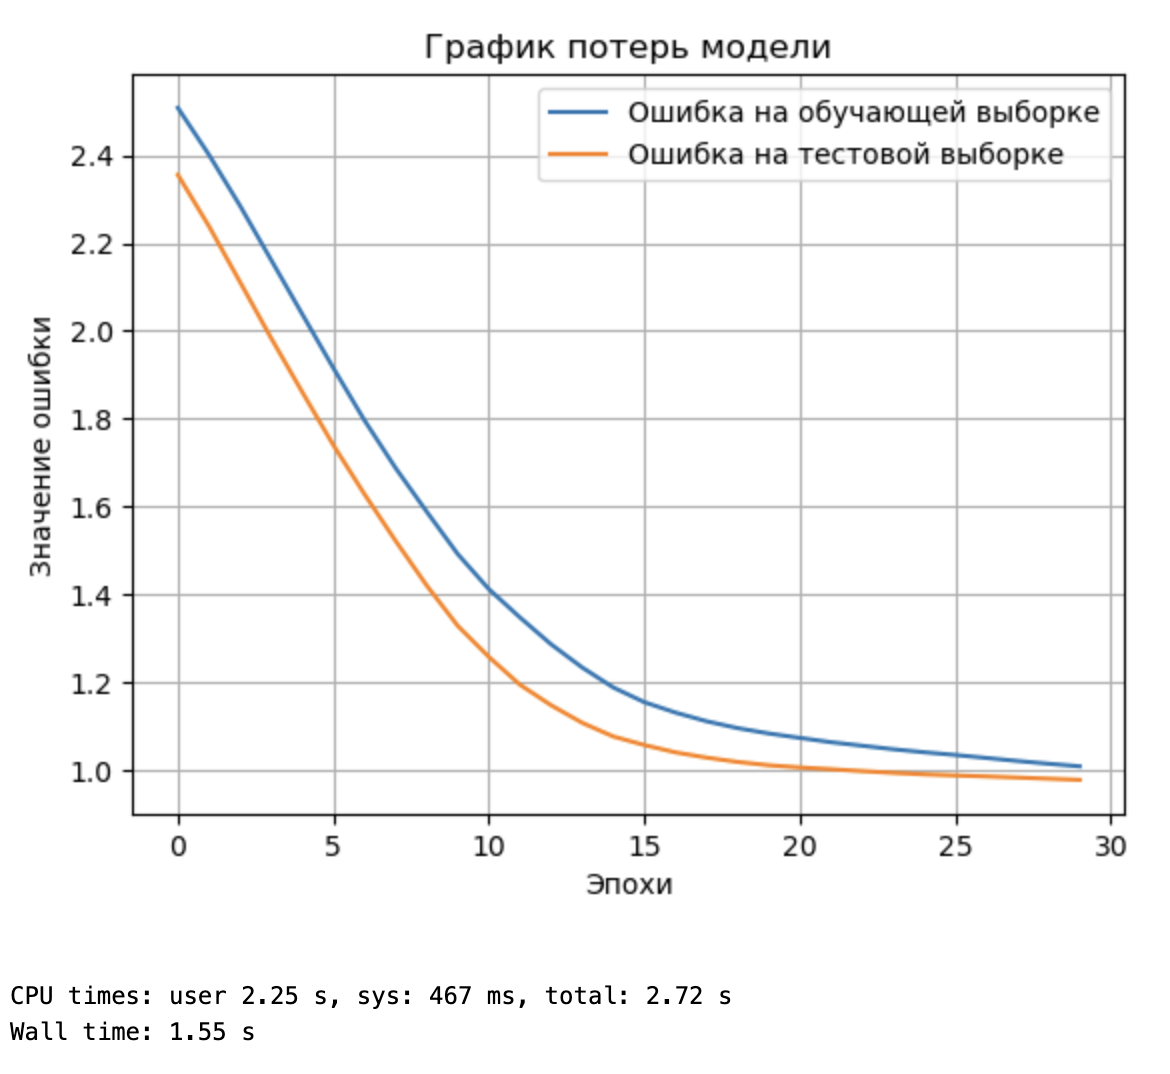 График потерь модели
Ошибка на обучающей выборке
Ошибка на тестовой выборке
Значение ошибки
2.4
2.2
2.0
1.8
1.6
1.4
1.2
1.0
0 5 10 15 20 25 30
Эпохи
CPU times: user 2.25 s, sys: 467 ms, total: 2.72 s
Wall time: 1.55 s